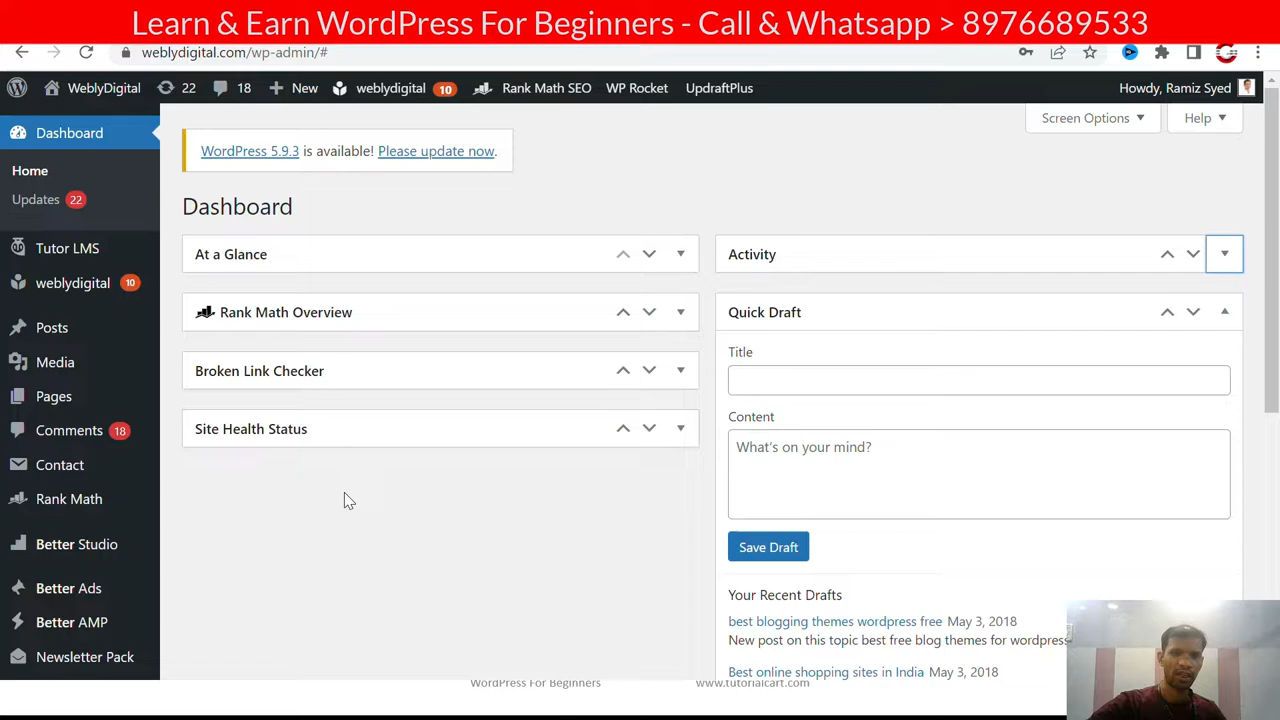 Learn & Earn WordPress For Beginners - Call & Whatsapp > 8976689533
weblydigital.com/wp-admin/#
WeblyDigital 22 18 New weblydigital 10 Rank Math SEO WP Rocket UpdraftPlus Howdy, Ramiz Syed
Dashboard
Home
Updates 22
Tutor LMS
weblydigital 10
Posts
Media
Pages
Comments 18
Contact
Rank Math
Better Studio
Better Ads
Better AMP
Newsletter Pack
Screen Options Help
WordPress 5.9.3 is available! Please update now.
Dashboard
At a Glance
Rank Math Overview
Broken Link Checker
Site Health Status
Activity
Quick Draft
Title
Content
What's on your mind?
Save Draft
Your Recent Drafts
best blogging themes wordpress free May 3, 2018
New post on this topic best free blog themes for wordpress
Best online shopping sites in India May 3, 2018
WordPress For Beginners www.tutorialcart.com